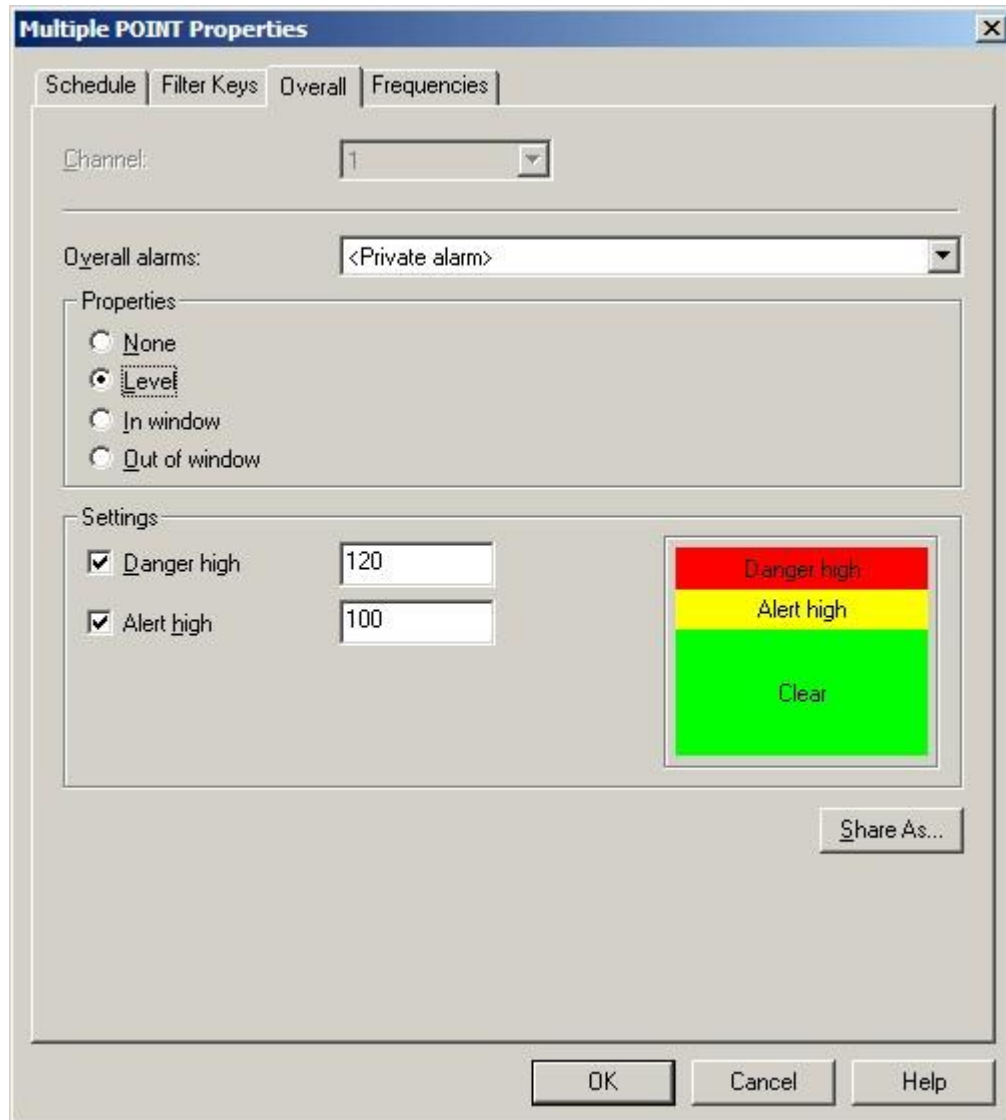 Multiple POINT Properties
Schedule Filter Keys Overall Frequencies
Channel: 1
Overall alarms: <Private alarm>
Properties
None
Level
In window
Out of window
Settings
Danger high 120
Alert high 100
Danger high
Alert high
Clear
Share As...
OK Cancel Help